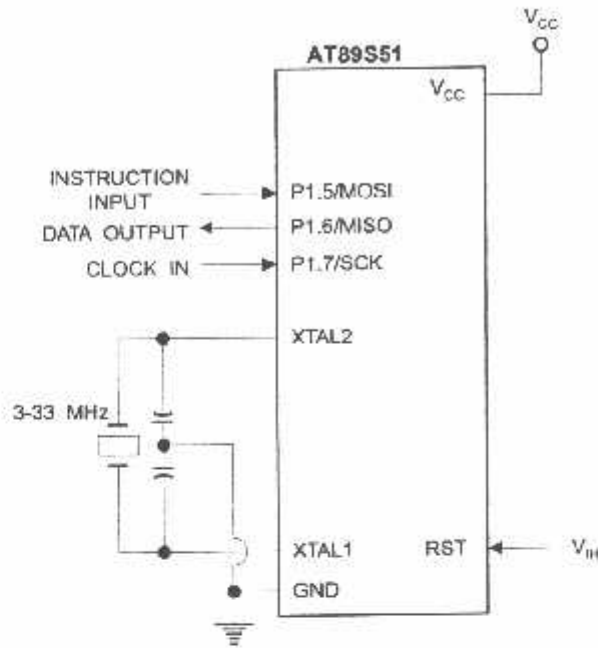 V_CC
AT89S51
V_CC
INSTRUCTION
INPUT
P1.5/MOSI
DATA OUTPUT
P1.6/MISO
CLOCK IN
P1.7/SCK
XTAL2
3-33 MHz
XTAL1
RST
V_IH
GND